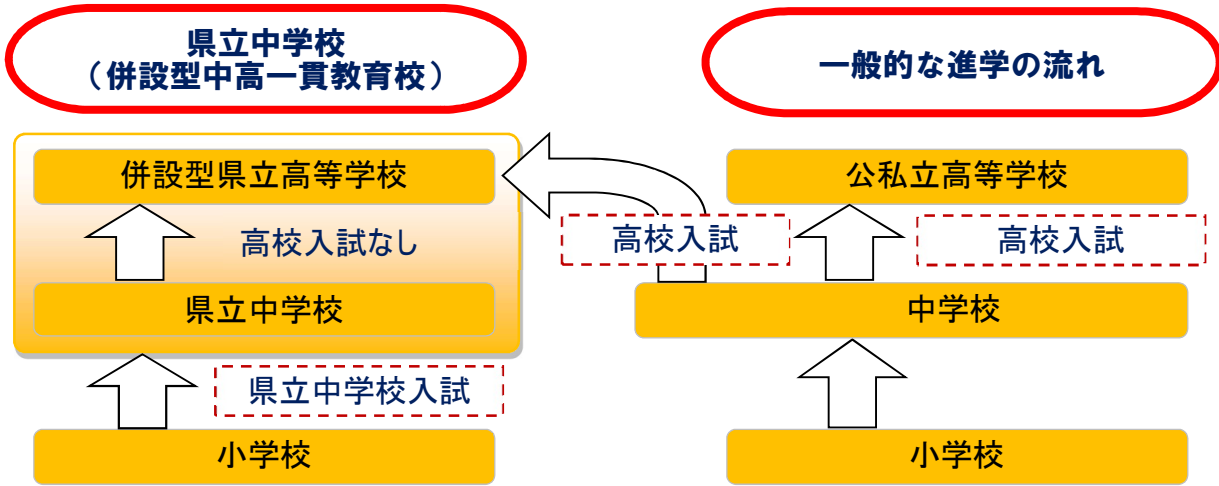 県立中学校
(併設型中高一貫教育校)
併設型県立高等学校
高校入試なし
県立中学校
県立中学校入試
小学校
一般的な進学の流れ
公私立高等学校
高校入試
高校入試
中学校
小学校